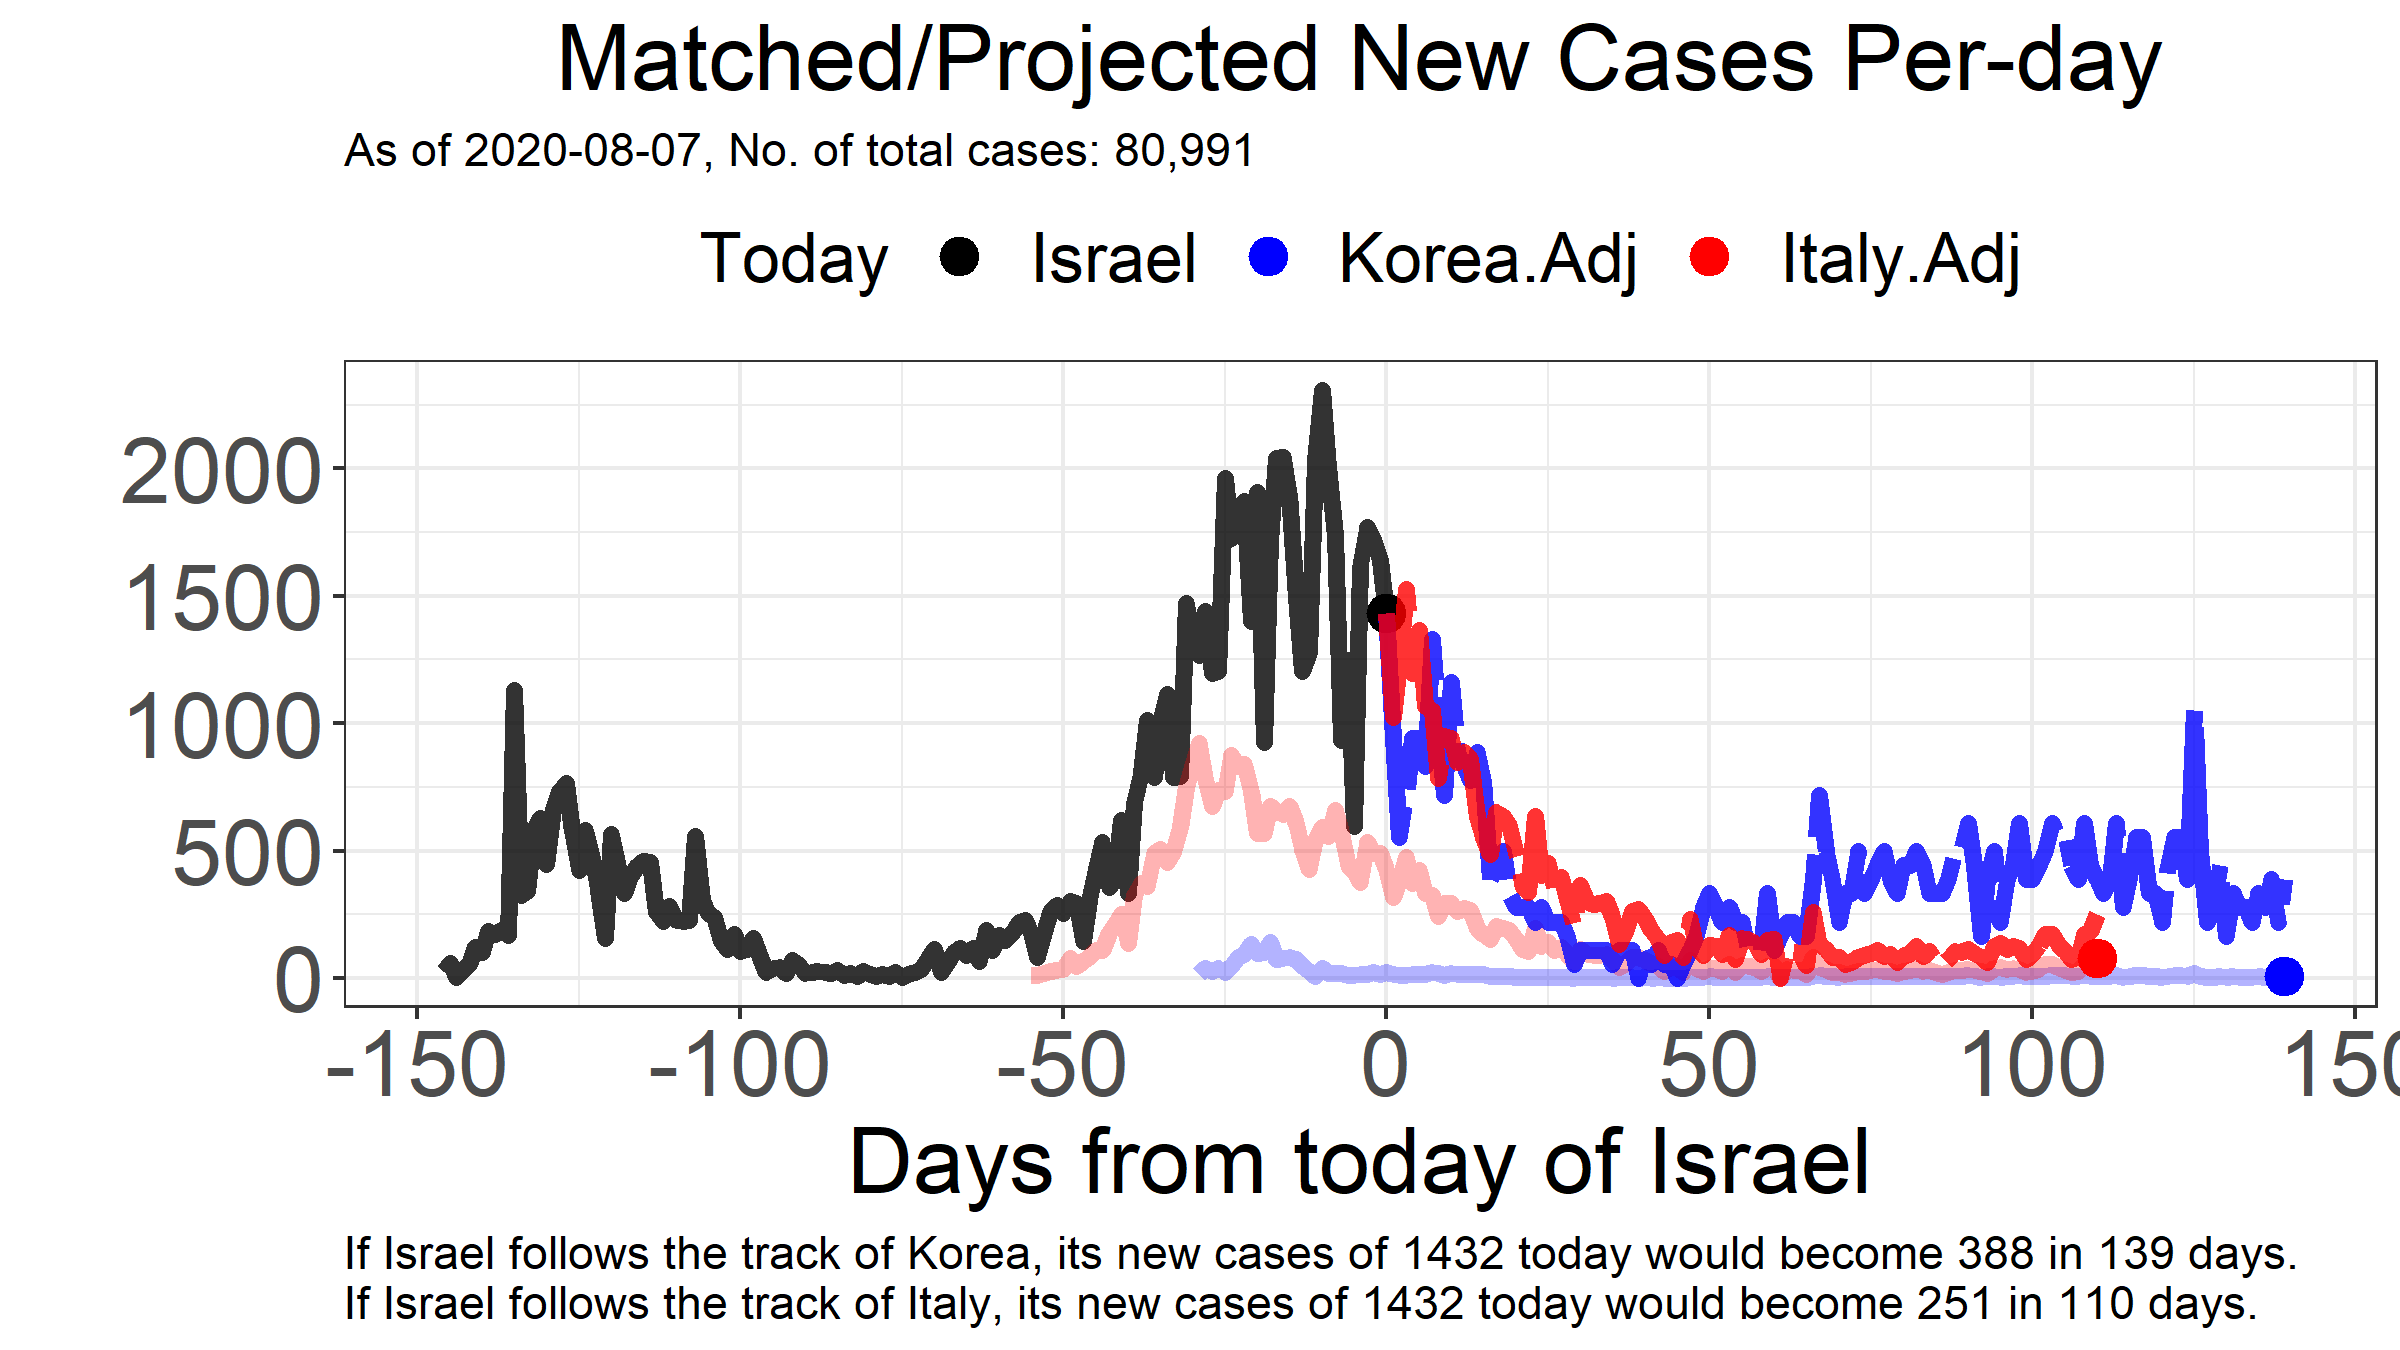 Matched/Projected New Cases Per-day
As of 2020-08-07, No. of total cases: 80,991
Today Israel Korea.Adj Italy.Adj
2000
1500
1000
500
0
-150 -100 -50 0 50 100 150
Days from today of Israel
If Israel follows the track of Korea, its new cases of 1432 today would become 388 in 139 days.
If Israel follows the track of Italy, its new cases of 1432 today would become 251 in 110 days.